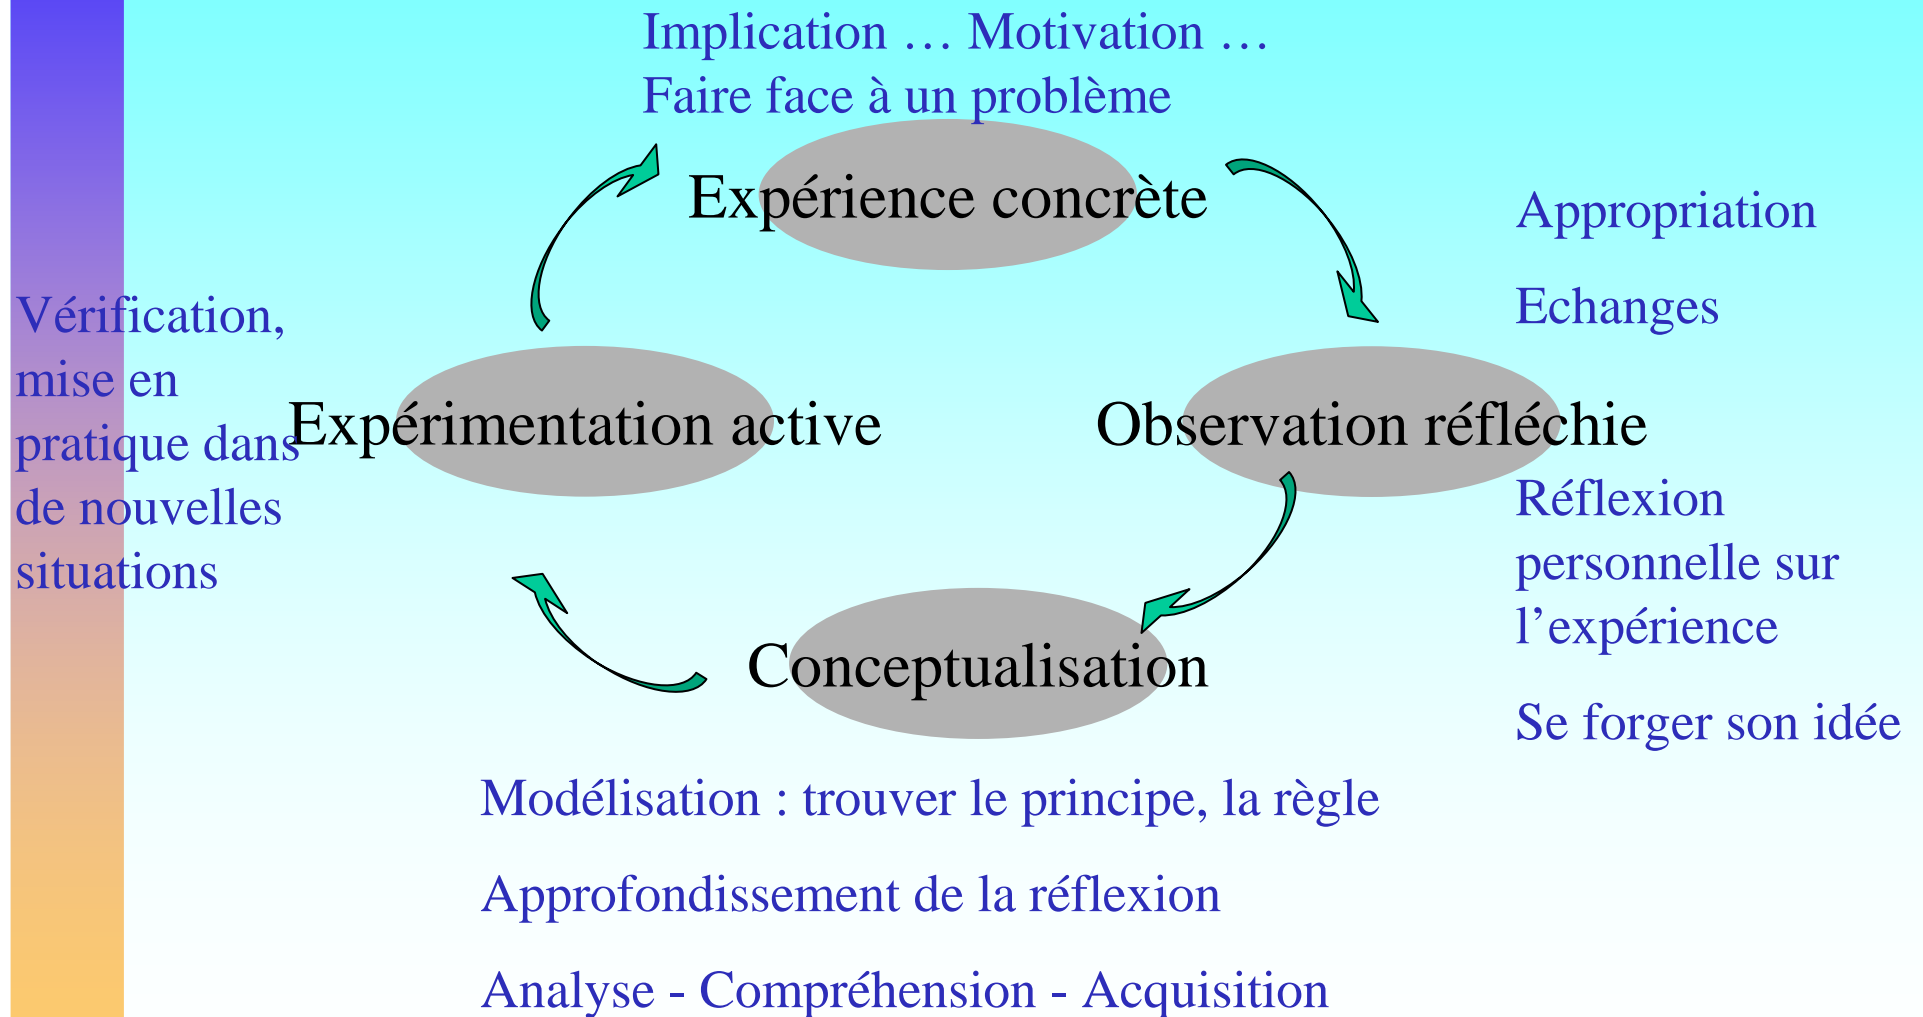 Implication … Motivation …
Faire face à un problème
Expérience concrète
Appropriation
Echanges
Observation réfléchie
Réflexion
personnelle sur
l’expérience
Se forger son idée
Conceptualisation
Modélisation : trouver le principe, la règle
Approfondissement de la réflexion
Analyse - Compréhension - Acquisition
Expérimentation active
Vérification,
mise en
pratique dans
de nouvelles
situations